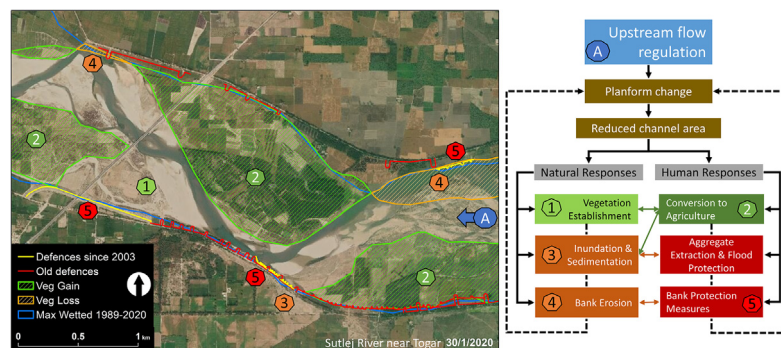 4
5
2
4
1
2
A
5
2
5
3
Defences since 2003
Old defences
Veg Gain
Veg Loss
Max Wetted 1989-2020
0
0.5
1 km
Sutlej River near Togar 30/1/2020
A
Upstream flow
regulation
Planform change
Reduced channel area
Natural Responses
Human Responses
1
Vegetation
Establishment
Conversion to
Agriculture
2
3
Inundation &
Sedimentation
Aggregate
Extraction & Flood
Protection
4
Bank Erosion
Bank Protection
Measures
5